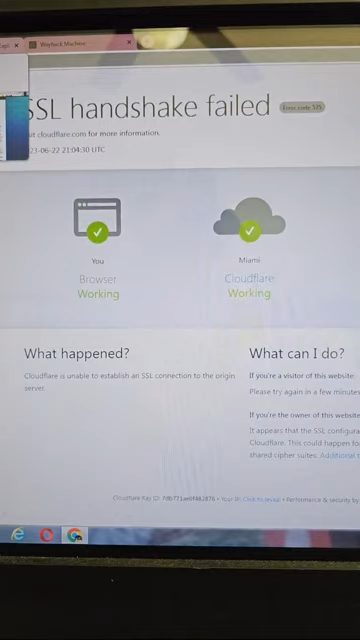 Wayback Machine
SSL handshake failed
Error code 525
cloudflare.com for more information.
23-06-22 21:04:30 UTC
You
Browser
Working
Miami
Cloudflare
Working
What happened?
Cloudflare is unable to establish an SSL connection to the origin
server.
What can I do?
If you're a visitor of this website:
Please try again in a few minutes
If you're the owner of this website
It appears that the SSL configura
Cloudflare. This could happen fo
shared cipher suites. Additional t
Cloudflare Ray ID: • Your IP: Click to reveal • Performance & security by